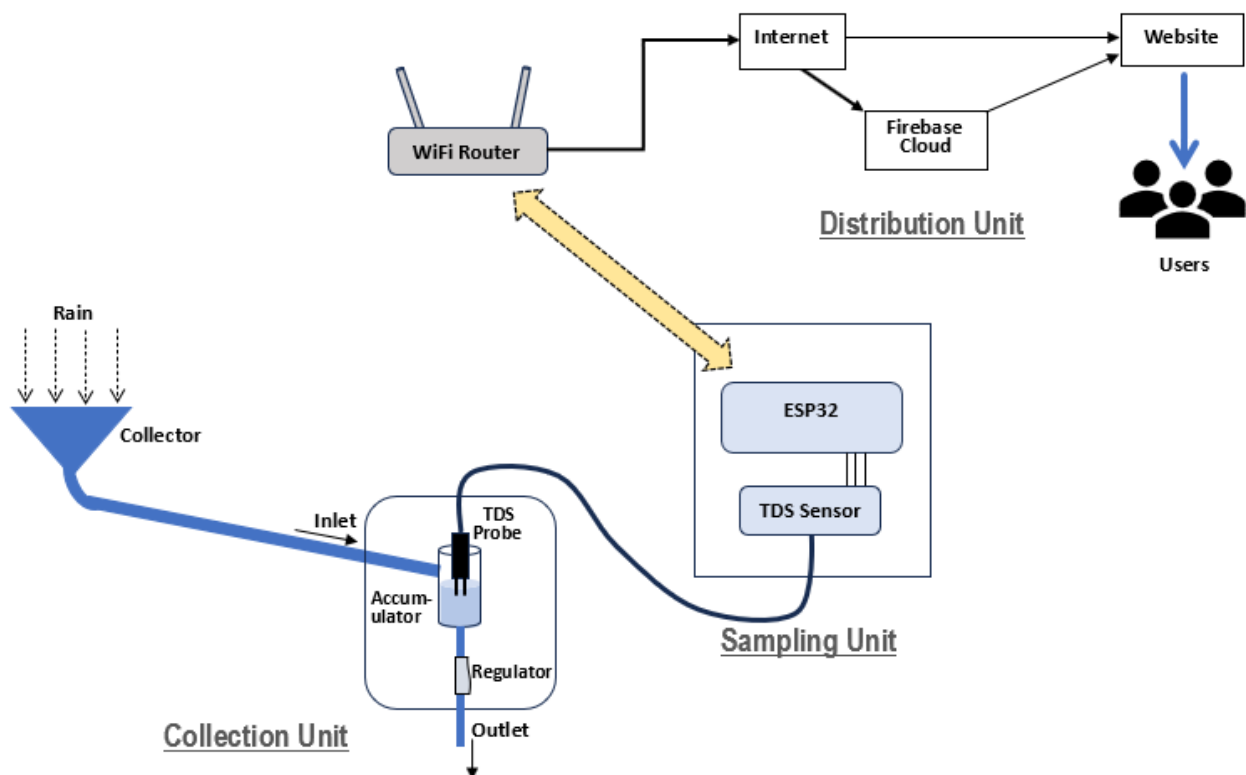 Internet
Website
Firebase
Cloud
WiFi Router
Distribution Unit
Users
Rain
Collector
ESP32
TDS Sensor
Inlet
TDS
Probe
Accum-
ulator
Regulator
Sampling Unit
Outlet
Collection Unit